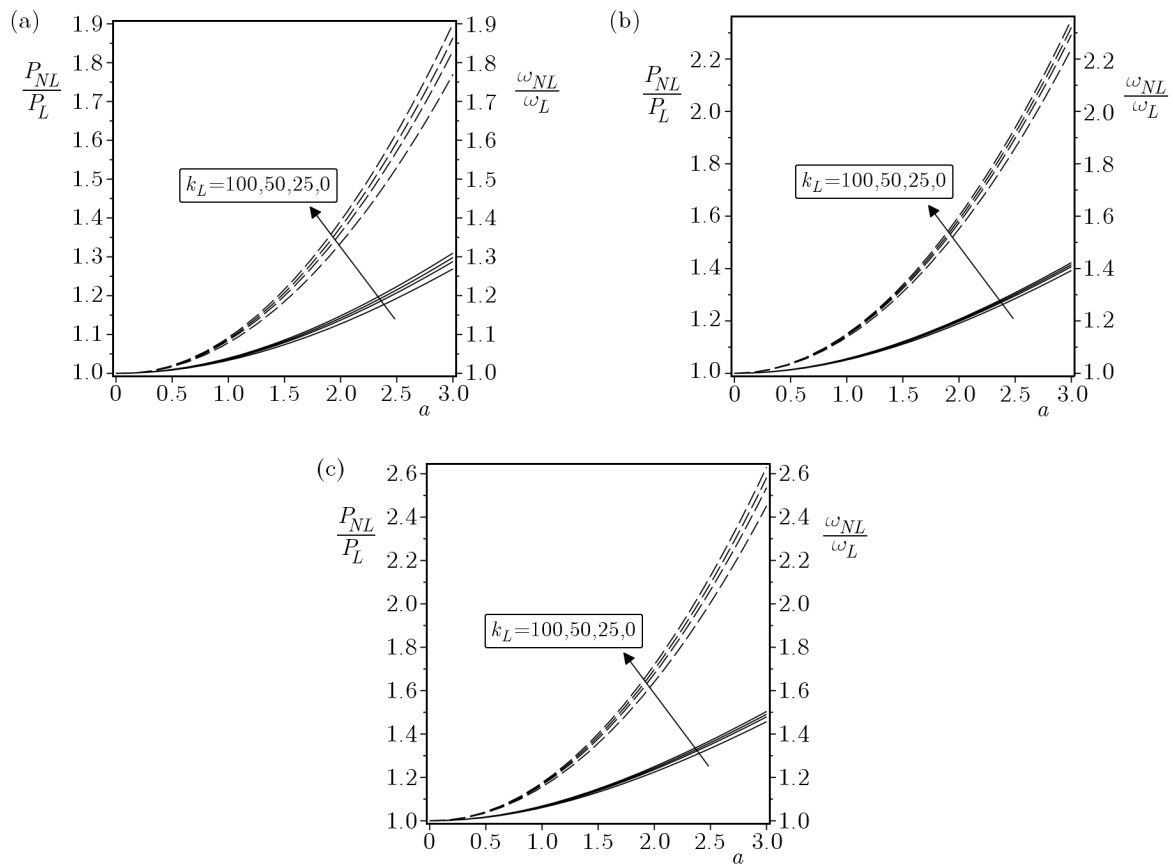 (a)
1.9 1.9
1.8 1.8
P_NL/P_L ω_NL/ω_L
1.7 1.7
1.6 1.6
1.5 k_L=100,50,25,0 1.5
1.4 1.4
1.3 1.3
1.2 1.2
1.1 1.1
1.0 1.0
0 0.5 1.0 1.5 2.0 2.5 3.0
a
(b)
2.2 2.2
P_NL/P_L ω_NL/ω_L
2.0 2.0
1.8 1.8
k_L=100,50,25,0
1.6 1.6
1.4 1.4
1.2 1.2
1.0 1.0
0 0.5 1.0 1.5 2.0 2.5 3.0
a
(c)
2.6 2.6
2.4 2.4
P_NL/P_L ω_NL/ω_L
2.2 2.2
2.0 2.0
k_L=100,50,25,0
1.8 1.8
1.6 1.6
1.4 1.4
1.2 1.2
1.0 1.0
0 0.5 1.0 1.5 2.0 2.5 3.0
a